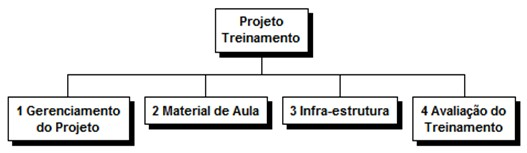 Projeto
Treinamento
1 Gerenciamento
do Projeto
2 Material de Aula
3 Infra-estrutura
4 Avaliação do
Treinamento